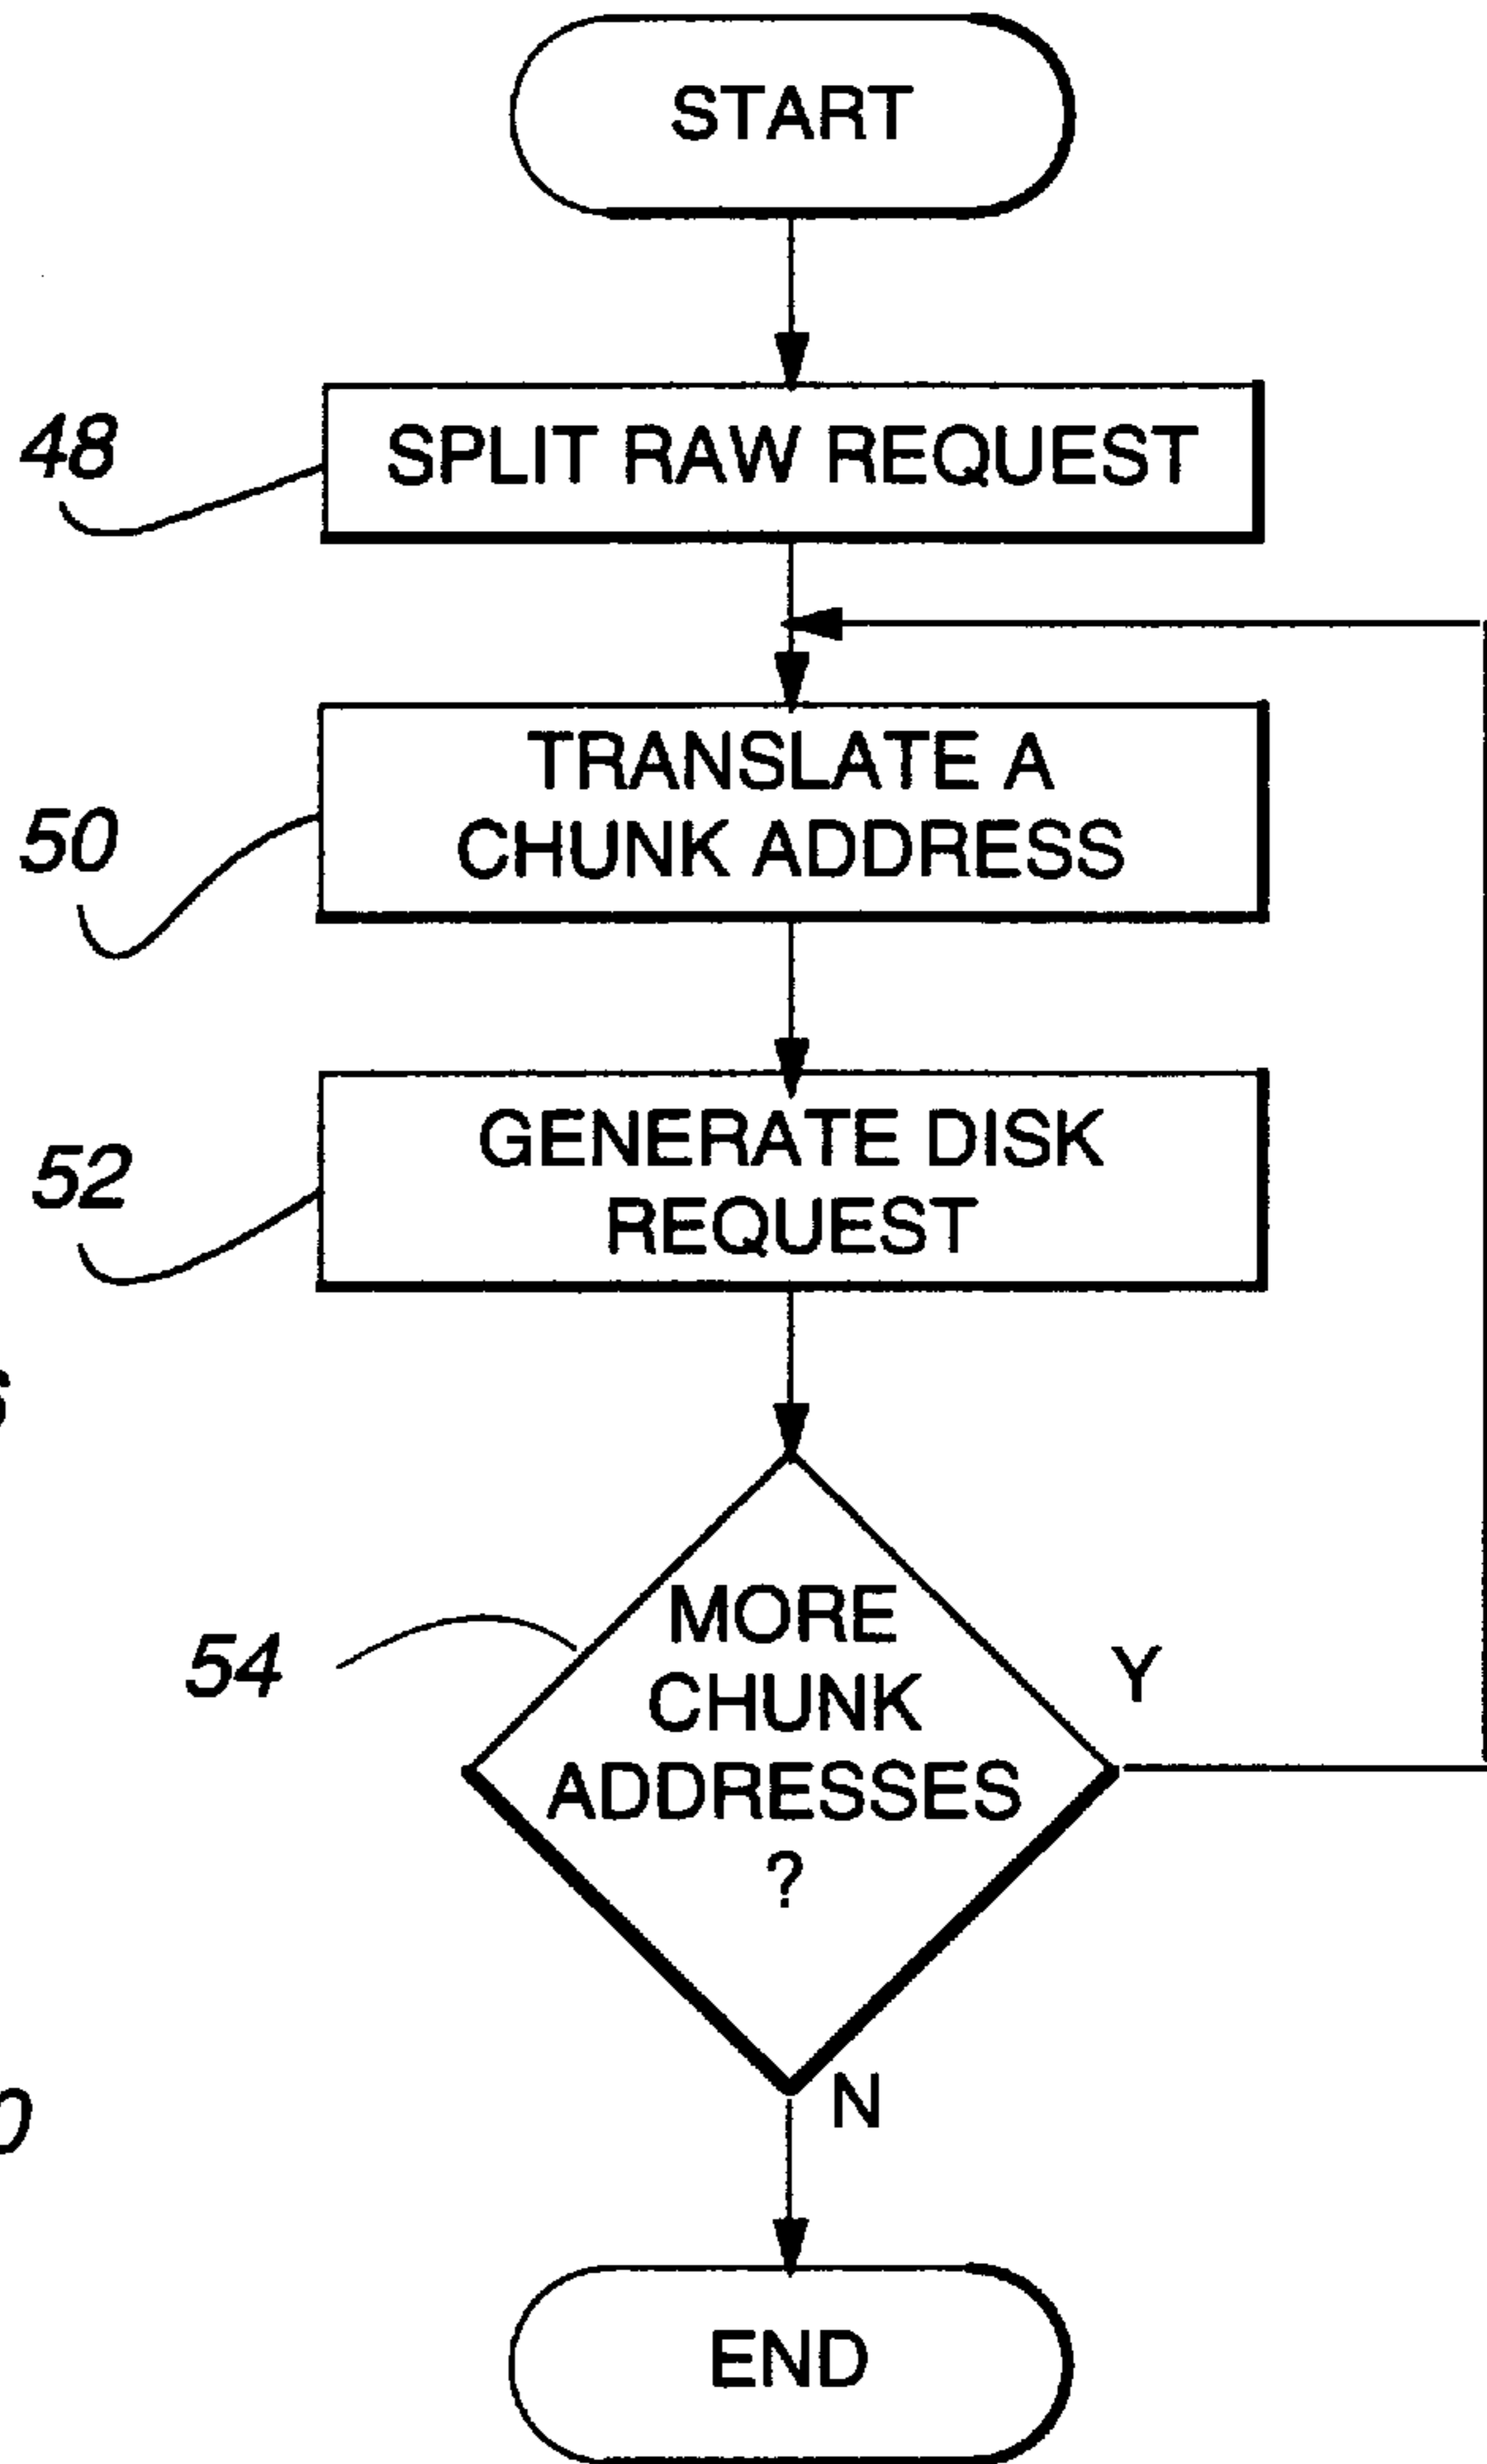 START
48
SPLIT RAW REQUEST
TRANSLATE A
50
CHUNK ADDRESS
GENERATE DISK
52
REQUEST
MORE
54
Y
CHUNK
ADDRESSES
?
N
END